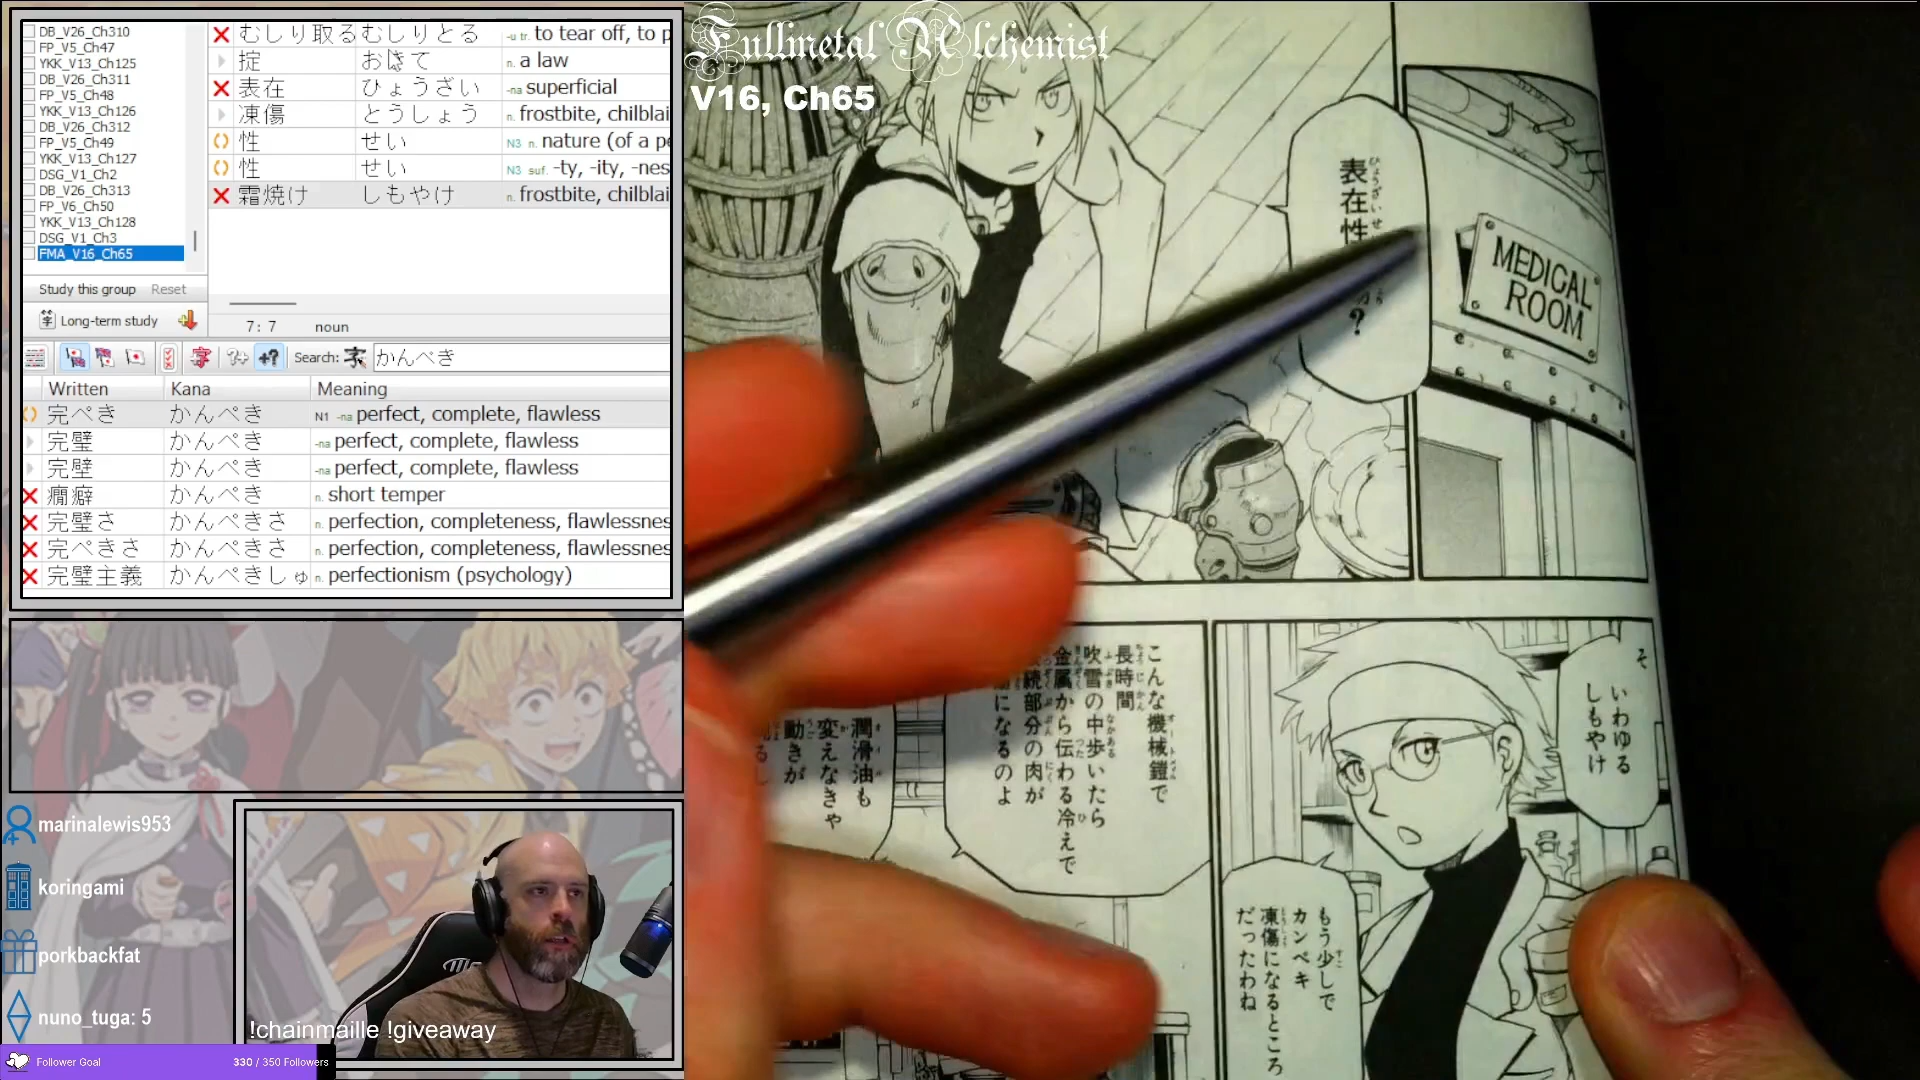 DB_V26_Ch310
FP_V5_Ch47
YKK_V13_Ch125
DB_V26_Ch311
FP_V5_Ch48
YKK_V13_Ch126
DB_V26_Ch312
FP_V5_Ch49
YKK_V13_Ch127
DSG_V1_Ch2
DB_V26_Ch313
FP_V6_Ch50
YKK_V13_Ch128
DSG_V1_Ch3
FMA_V16_Ch65
Study this group Reset
Long-term study
むしり取る むしりとる -u tr. to tear off, to p
掟 おきて n. a law
表在 ひょうざい -na superficial
凍傷 とうしょう n. frostbite, chilblai
性 せい N3 n. nature (of a pe
性 せい N3 suf. -ty, -ity, -nes
霜焼け しもやけ n. frostbite, chilblai
7: 7 noun
Search: かんぺき
Written Kana Meaning
完ぺき かんぺき N1 -na perfect, complete, flawless
完璧 かんぺき -na perfect, complete, flawless
完壁 かんぺき -na perfect, complete, flawless
癇癖 かんぺき n. short temper
完璧さ かんぺきさ n. perfection, completeness, flawlessnes
完ぺきさ かんぺきさ n. perfection, completeness, flawlessnes
完璧主義 かんぺきしゅ n. perfectionism (psychology)
marinalewis953
koringami
porkbackfat
nuno_tuga: 5
!chainmaille !giveaway
Follower Goal 330 / 350 Followers
Fullmetal Alchemist
V16, Ch65
MEDICAL
ROOM
表在性
?
そ
いわゆる
しもやけ
もう少しで
カンペキ
凍傷になるところ
だったわね
こんな機械鎧で
長時間
吹雪の中歩いたら
金属から伝わる冷えで
続部分の肉が
になるのよ
潤滑油も
変えなきゃ
動きが